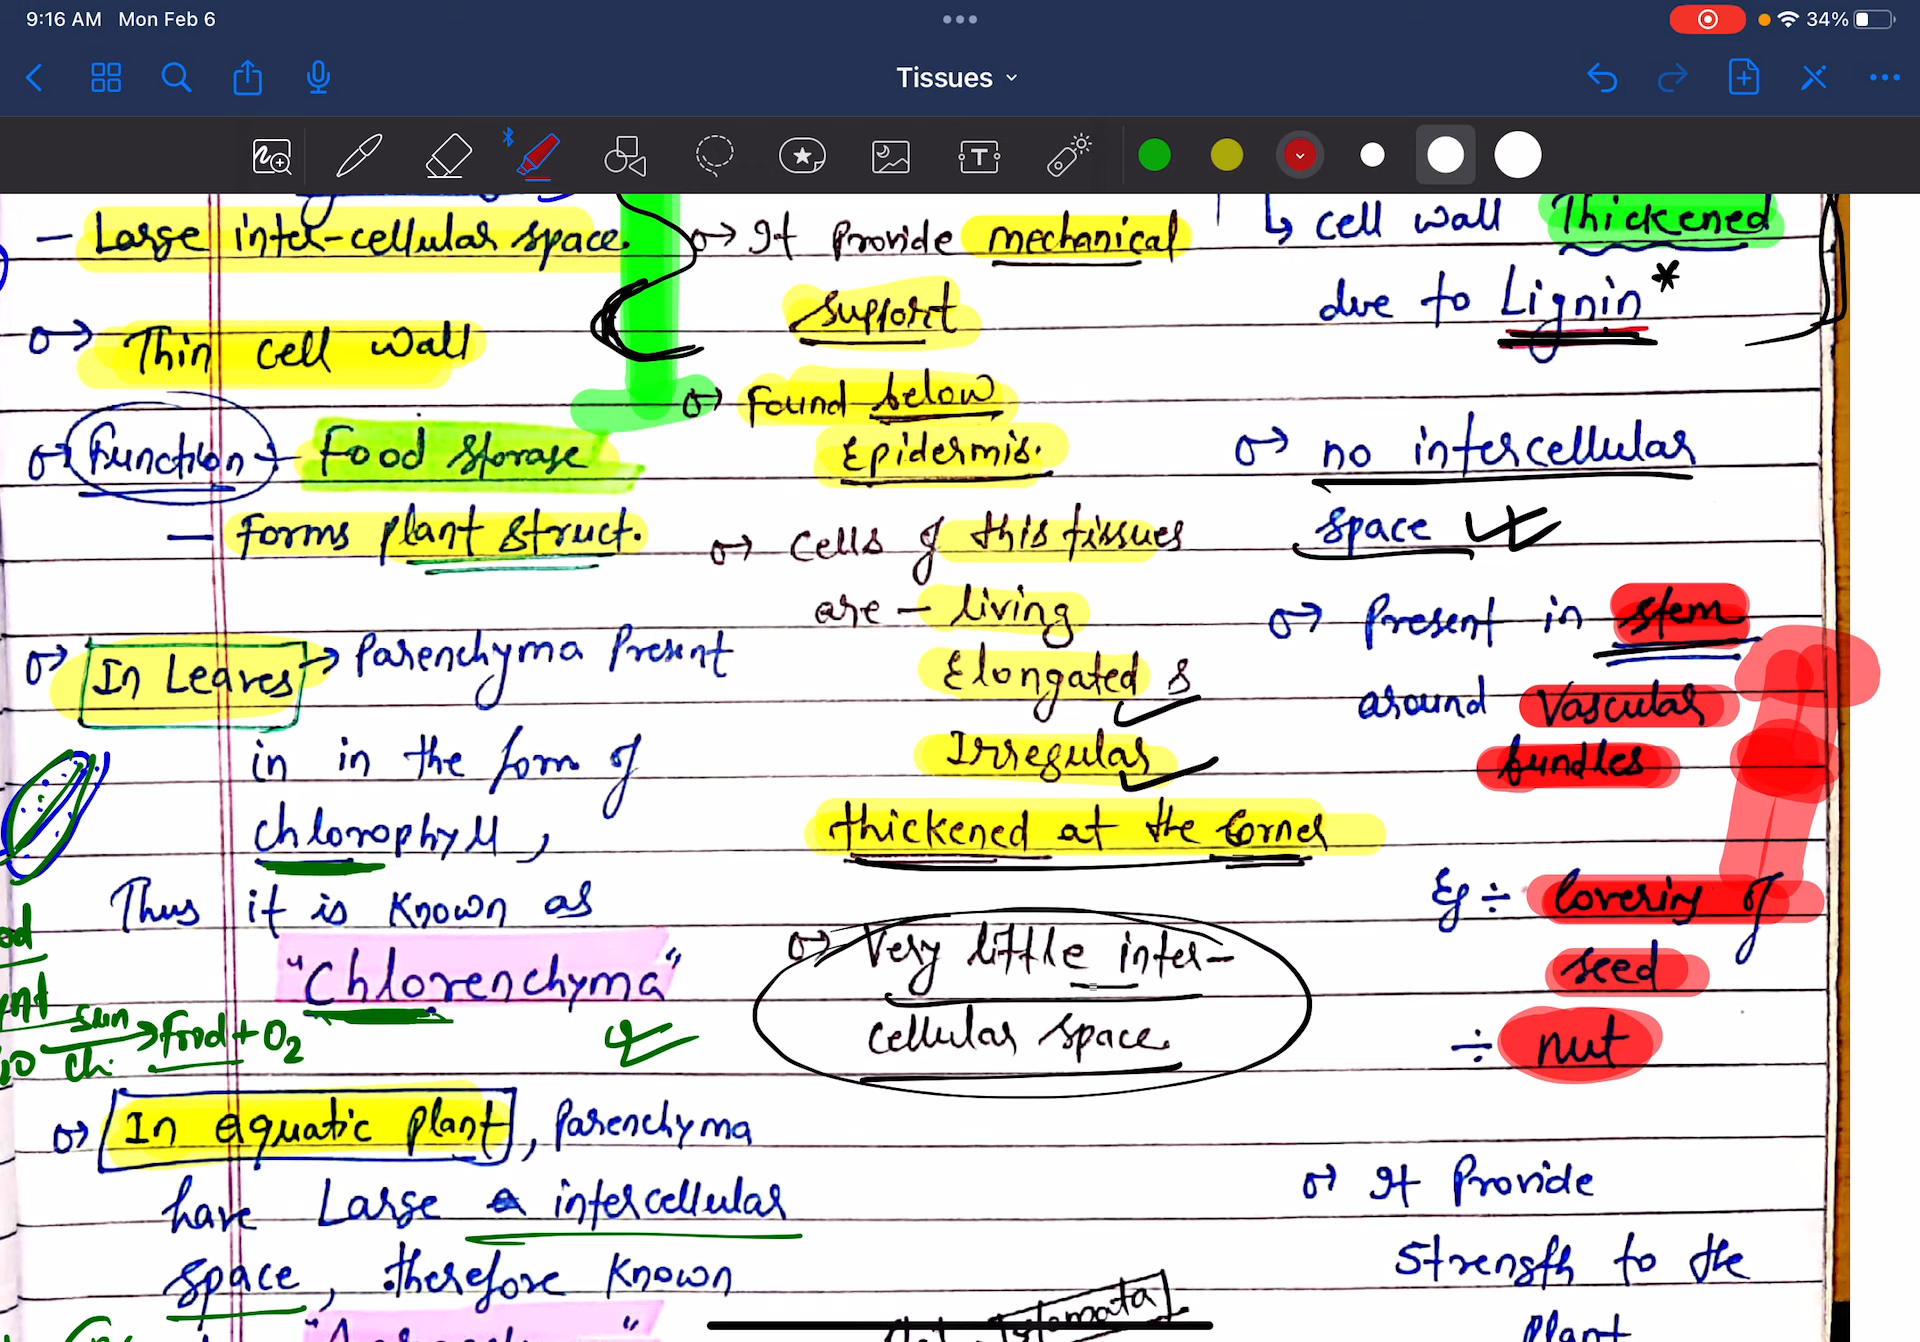 9:16 AM Mon Feb 6
34%
Tissues
- Large inter-cellular space.
Thin cell wall
Function - Food storage
- Forms plant struct.
In Leaves → Parenchyma Present
in in the form of
chlorophyll,
Thus it is known as
"Chlorenchyma"
Sun
→ food + O2
Ch.
In aquatic plant, Parenchyma
have Large intercellular
space, therefore known
It Provide mechanical
support
Found below
Epidermis.
Cells of this tissues
are - living
Elongated &
Irregular
thickened at the corner
Very little inter-
cellular space.
cell wall Thickened
due to Lignin *
no intercellular
space
Present in stem
around Vascular
bundles
Eg ÷ Covering of
seed
÷ nut
It Provide
Strength to the
Plant